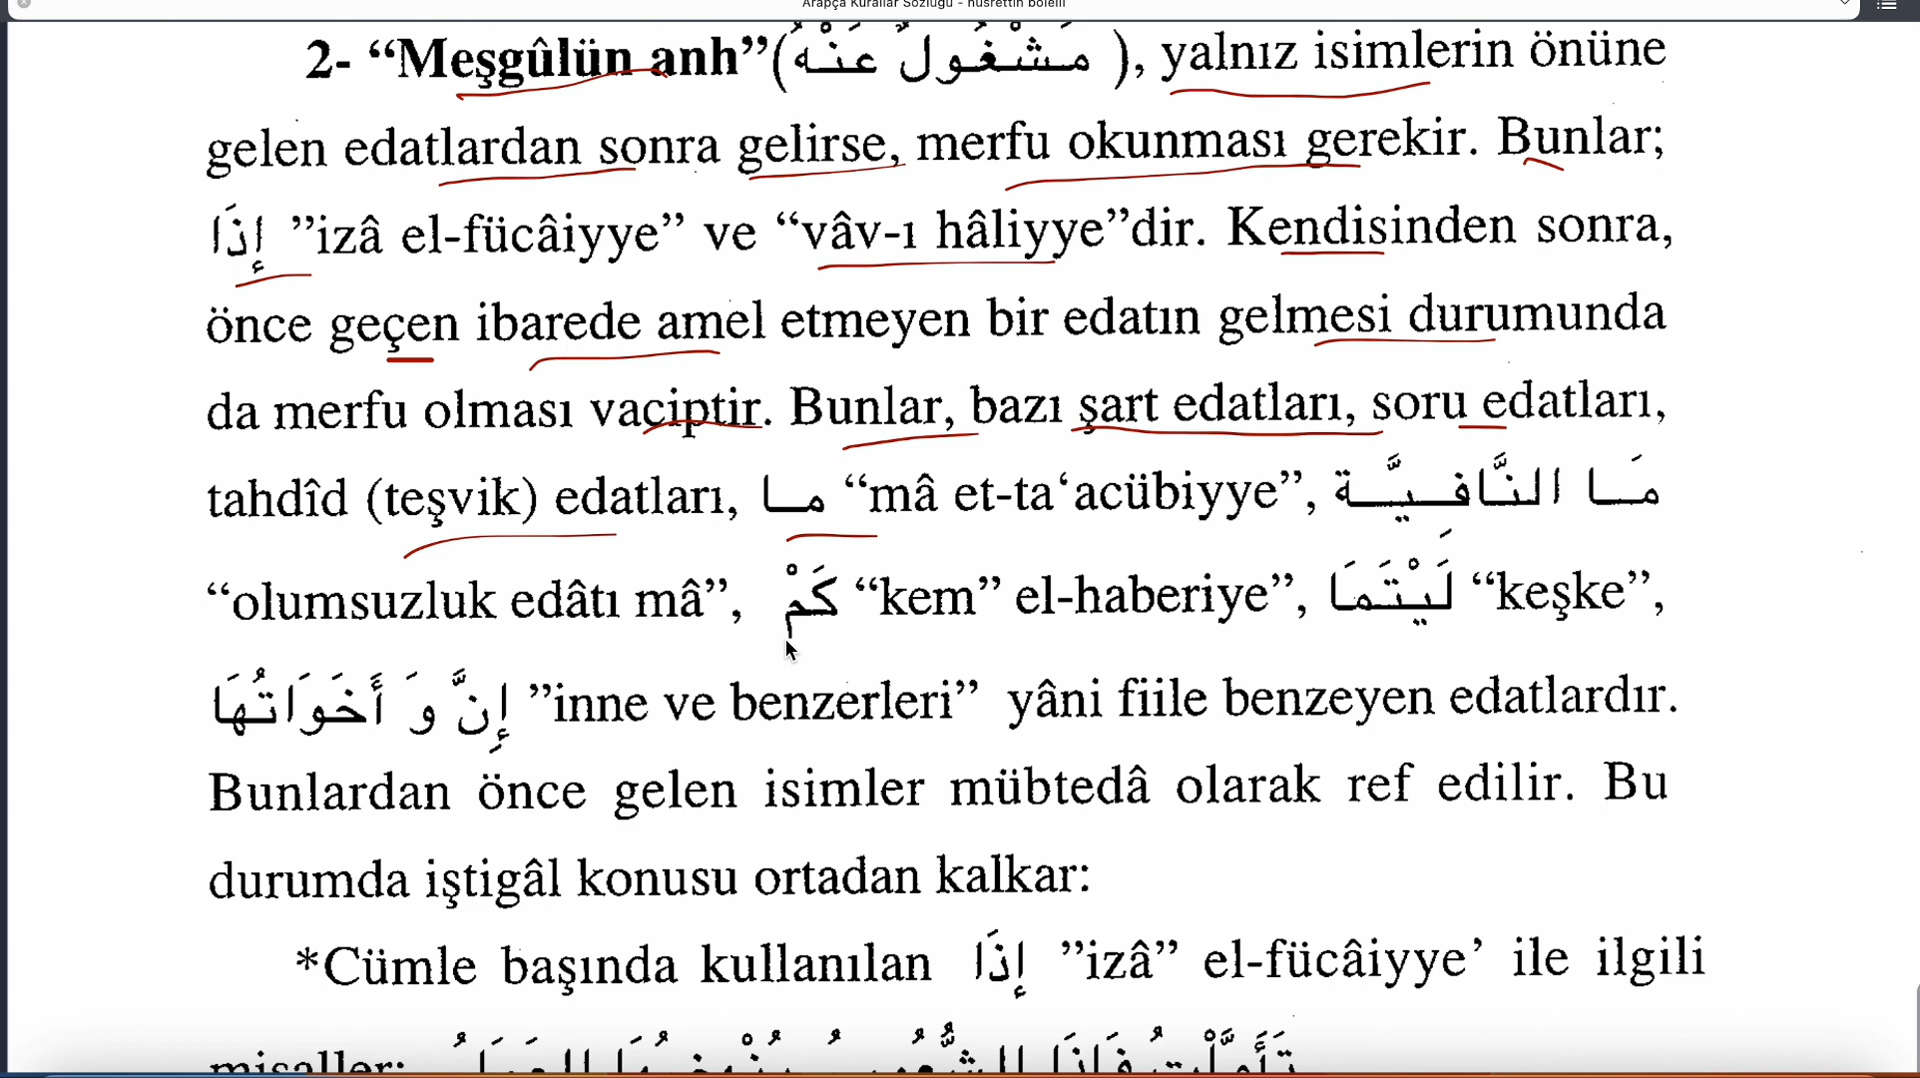 Arapça Kurallar Sözlüğü - nusrettin bolelli
2- “Meşgûlün anh”(مَشْغُولٌ عَنْهُ ), yalnız isimlerin önüne
gelen edatlardan sonra gelirse, merfu okunması gerekir. Bunlar;
إِذَا ”izâ el-fücâiyye” ve “vâv-ı hâliyye”dir. Kendisinden sonra,
önce geçen ibarede amel etmeyen bir edatın gelmesi durumunda
da merfu olması vaciptir. Bunlar, bazı şart edatları, soru edatları,
tahdîd (teşvik) edatları, مـا “mâ et-ta‘acübiyye”, مَـا النَّافِيَّـة
“olumsuzluk edâtı mâ”, كَمْ “kem” el-haberiye”, لَيْتَمَا “keşke”,
إِنَّ وَ أَخَوَاتُهَا ”inne ve benzerleri” yâni fiile benzeyen edatlardır.
Bunlardan önce gelen isimler mübtedâ olarak ref edilir. Bu
durumda iştigâl konusu ortadan kalkar:
*Cümle başında kullanılan إِذَا ”izâ” el-fücâiyye’ ile ilgili
misaller: